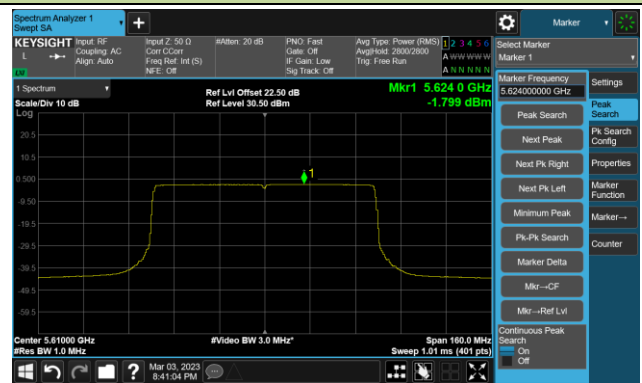 Spectrum Analyzer 1
Swept SA
+
Marker
KEYSIGHT
L
LV
Input: RF
Coupling: AC
Align: Auto
Input Z: 50 Ω
Corr CCorr
Freq Ref: Int (S)
NFE: Off
#Atten: 20 dB
PNO: Fast
Gate: Off
IF Gain: Low
Sig Track: Off
Avg Type: Power (RMS)
Avg|Hold: 2800/2800
Trig: Free Run
1 2 3 4 5 6
A W W W W W
A N N N N N
Select Marker
Marker 1
1 Spectrum
Scale/Div 10 dB
Log
Ref Lvl Offset 22.50 dB
Ref Level 30.50 dBm
Mkr1 5.624 0 GHz
-1.799 dBm
20.5
10.5
0.500
-9.50
-19.5
-29.5
-39.5
-49.5
-59.5
1
Center 5.61000 GHz
#Res BW 1.0 MHz
#Video BW 3.0 MHz*
Span 160.0 MHz
Sweep 1.01 ms (401 pts)
Marker Frequency
5.624000000 GHz
Peak Search
Next Peak
Next Pk Right
Next Pk Left
Minimum Peak
Pk-Pk Search
Marker Delta
Mkr→CF
Mkr→Ref Lvl
Continuous Peak
Search
On
Off
Settings
Peak
Search
Pk Search
Config
Properties
Marker
Function
Marker→
Counter
?
Mar 03, 2023
8:41:04 PM